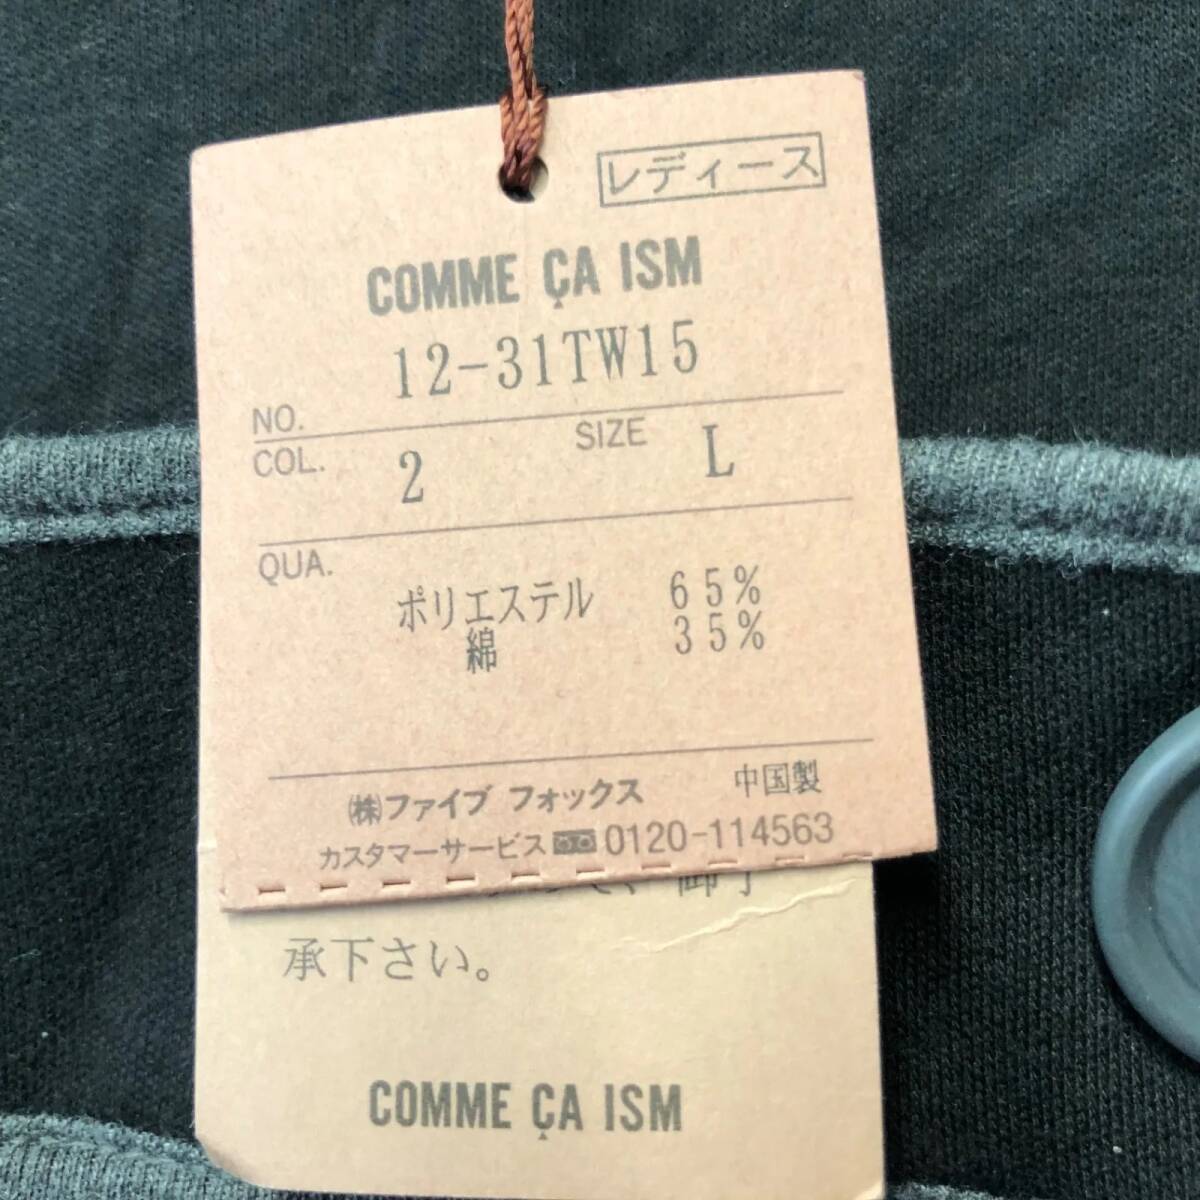 レディース
COMME ÇA ISM
12-31TW15
NO.
COL. 2 SIZE L
QUA.
ポリエステル 65%
綿 35%
㈱ファイブ フォックス 中国製
カスタマーサービス 0120-114563
承下さい。
COMME ÇA ISM